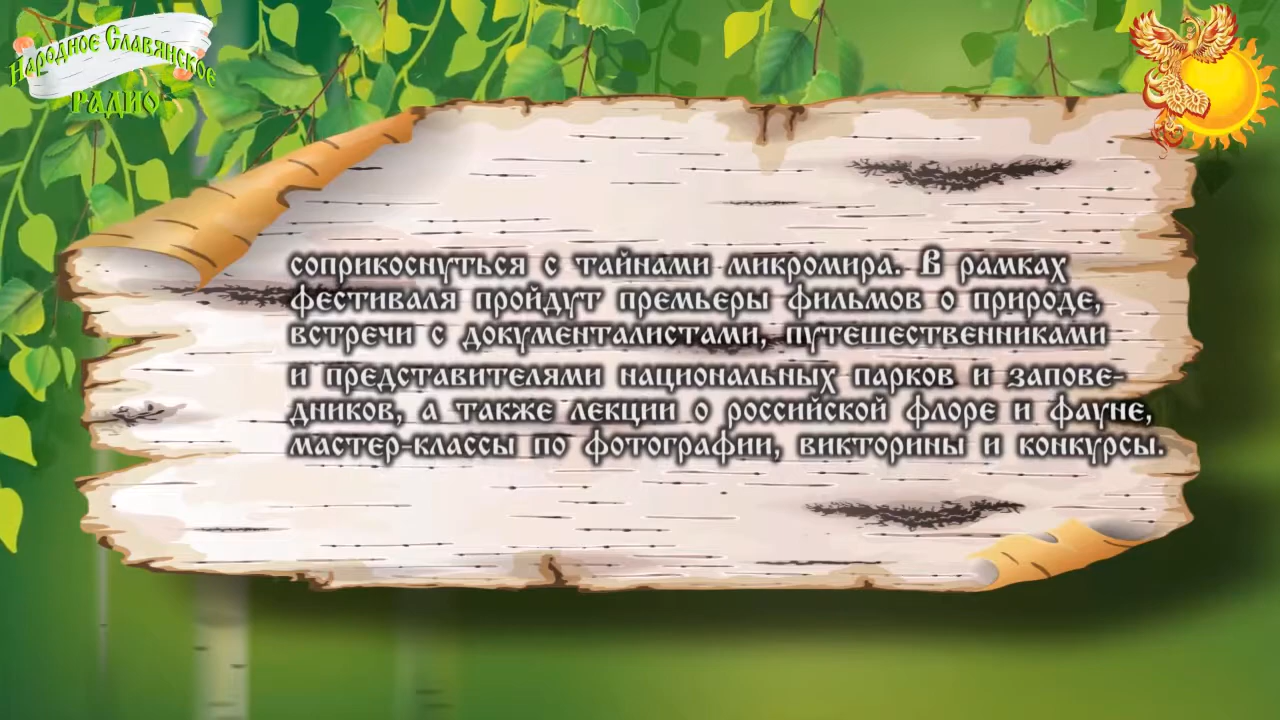 Народное Славянское
РАДИО
соприкоснуться с тайнами микромира. В рамках
фестиваля пройдут премьеры фильмов о природе,
встречи с документалистами, путешественниками
и представителями национальных парков и запове-
дников, а также лекции о российской флоре и фауне,
мастер-классы по фотографии, викторины и конкурсы.